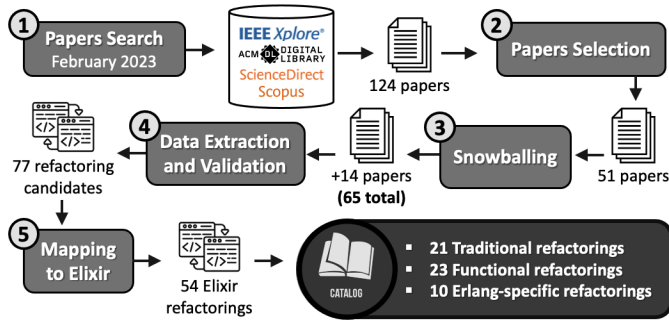 1
Papers Search
February 2023
IEEE Xplore®
ACM DL DIGITAL
LIBRARY
ScienceDirect
Scopus
124 papers
2
Papers Selection
51 papers
3
Snowballing
+14 papers
(65 total)
4
Data Extraction
and Validation
</>
</>
77 refactoring
candidates
5
Mapping
to Elixir
</>
</>
54 Elixir
refactorings
CATALOG
▪ 21 Traditional refactorings
▪ 23 Functional refactorings
▪ 10 Erlang-specific refactorings